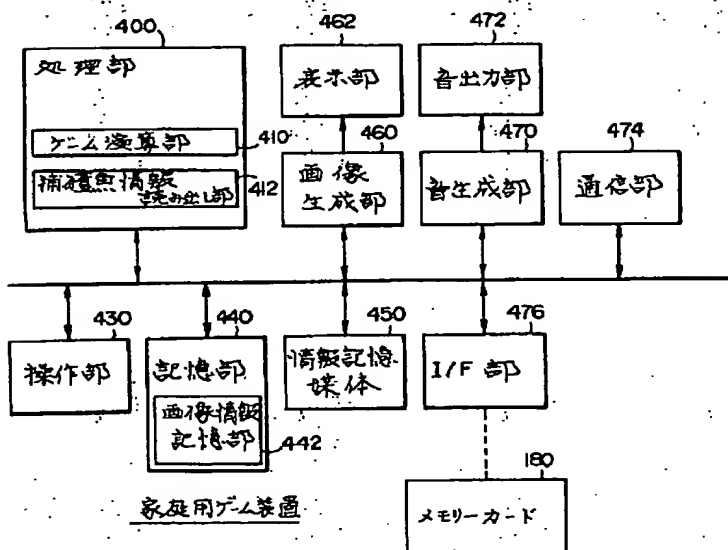 400
処理部
ゲーム演算部
410
捕獲魚情報
読み出し部
412
462
表示部
472
音出力部
460
画像
生成部
470
音生成部
474
通信部
430
操作部
440
記憶部
画像情報
記憶部
442
450
情報記憶
媒体
476
I/F 部
180
メモリーカード
家庭用ゲーム装置